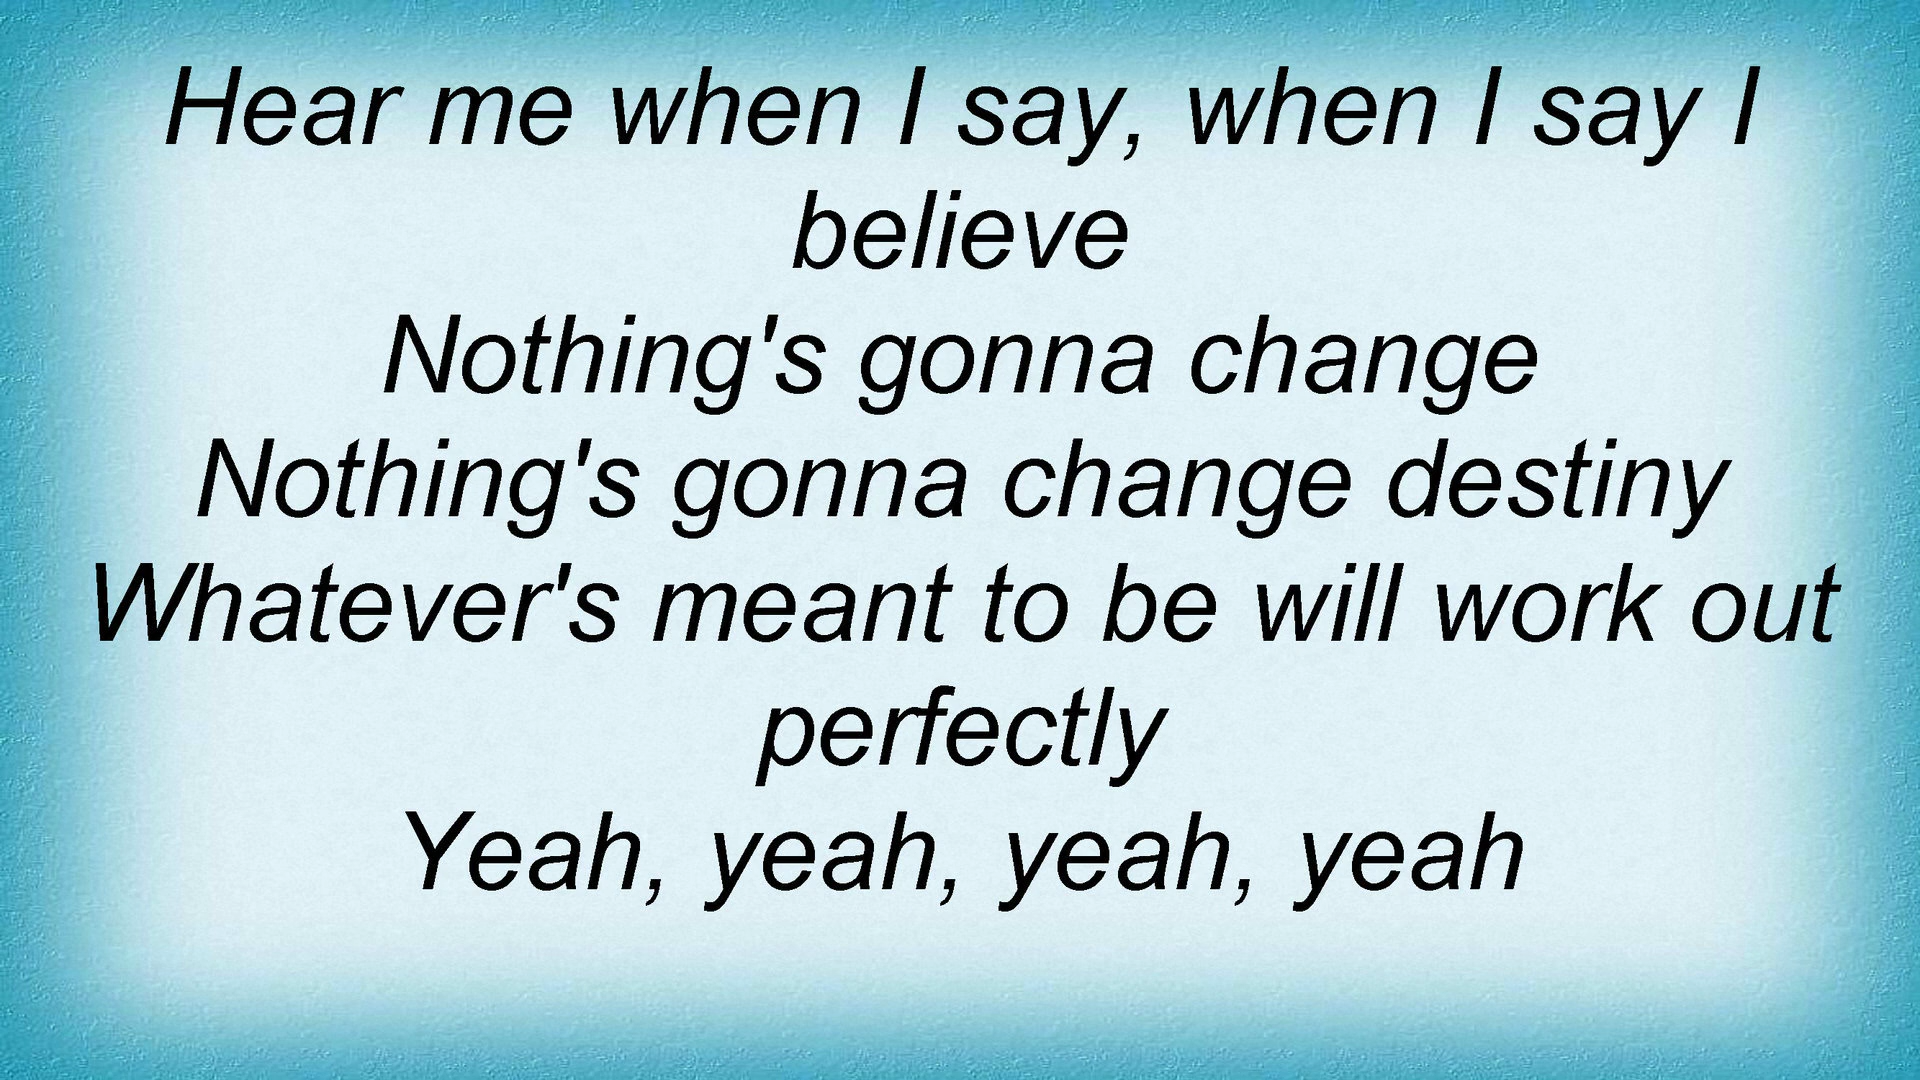 Hear me when I say, when I say I
believe
Nothing's gonna change
Nothing's gonna change destiny
Whatever's meant to be will work out
perfectly
Yeah, yeah, yeah, yeah